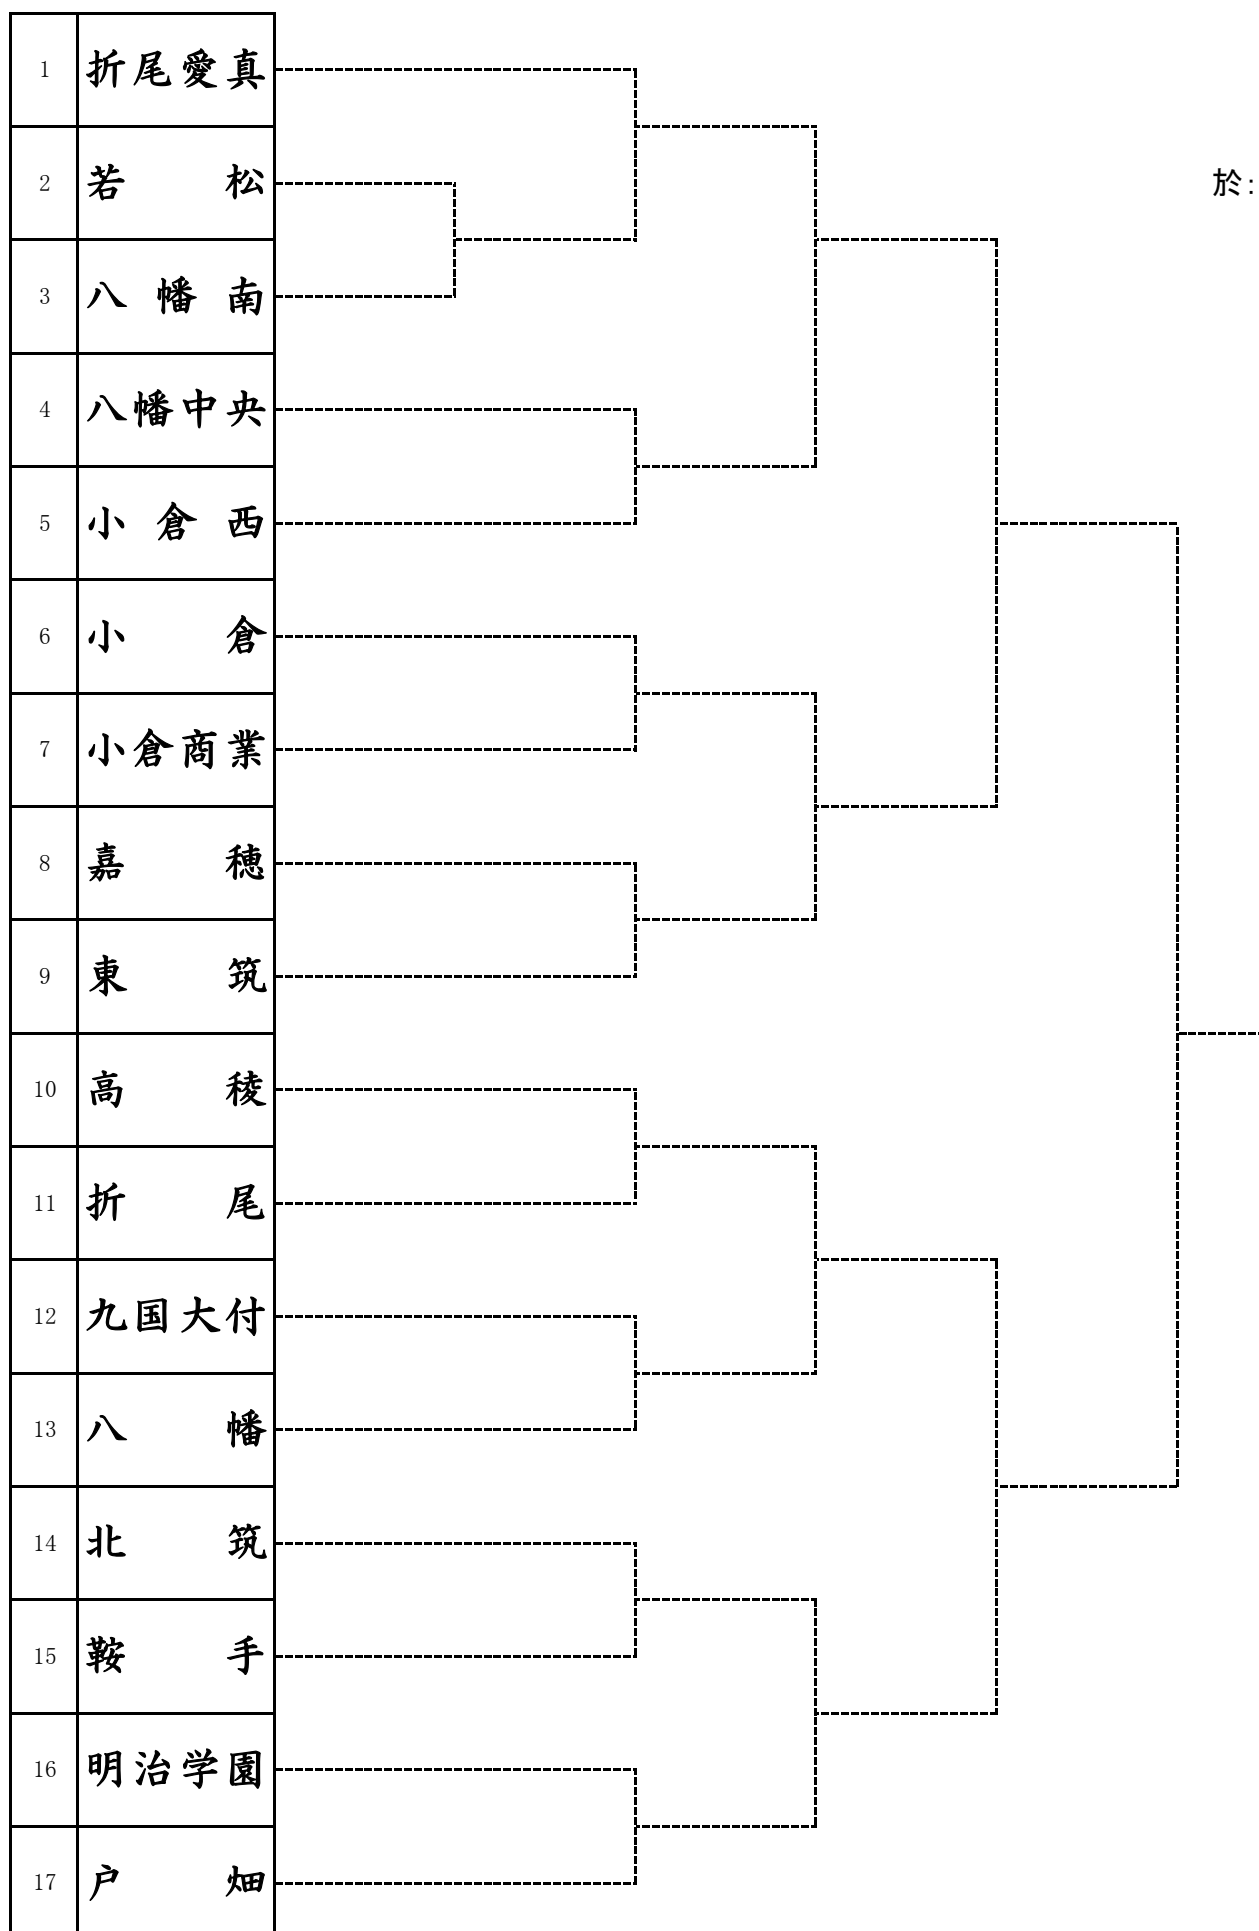 1 折尾愛真
2 若松
於:
3 八幡南
4 八幡中央
5 小倉西
6 小倉
7 小倉商業
8 嘉穂
9 東筑
10 高稜
11 折尾
12 九国大付
13 八幡
14 北筑
15 鞍手
16 明治学園
17 戸畑